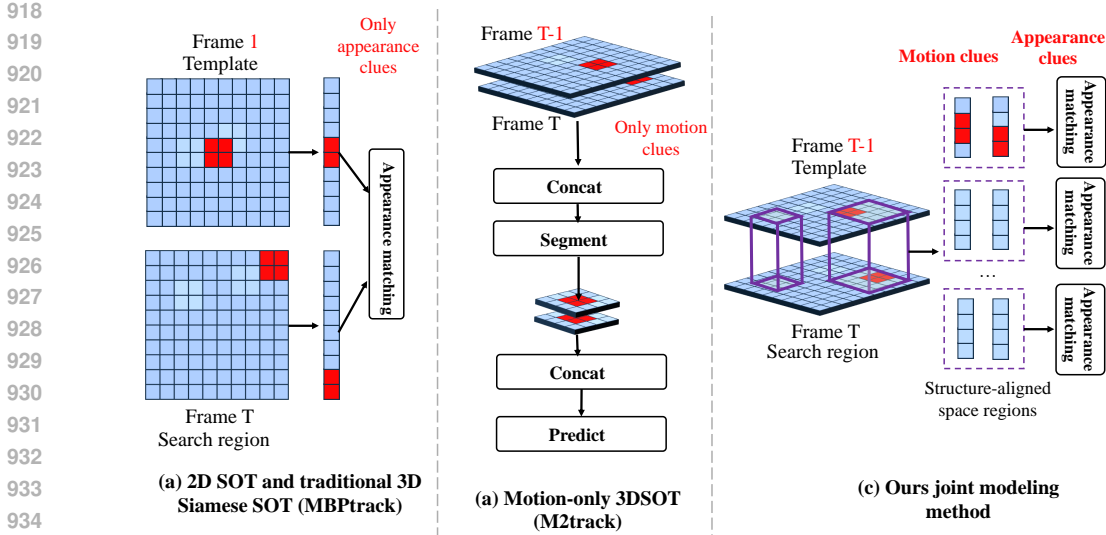 918
919
920
921
922
923
924
925
926
927
928
929
930
931
932
933
934
Frame 1
Template
Only
appearance
clues
Appearance matching
Frame T
Search region
(a) 2D SOT and traditional 3D
Siamese SOT (MBPtrack)
Frame T-1
Frame T
Only motion
clues
Concat
Segment
Concat
Predict
(a) Motion-only 3DSOT
(M2track)
Motion clues
Appearance
clues
Frame T-1
Template
Appearance
matching
Appearance
matching
...
Appearance
matching
Frame T
Search region
Structure-aligned
space regions
(c) Ours joint modeling
method